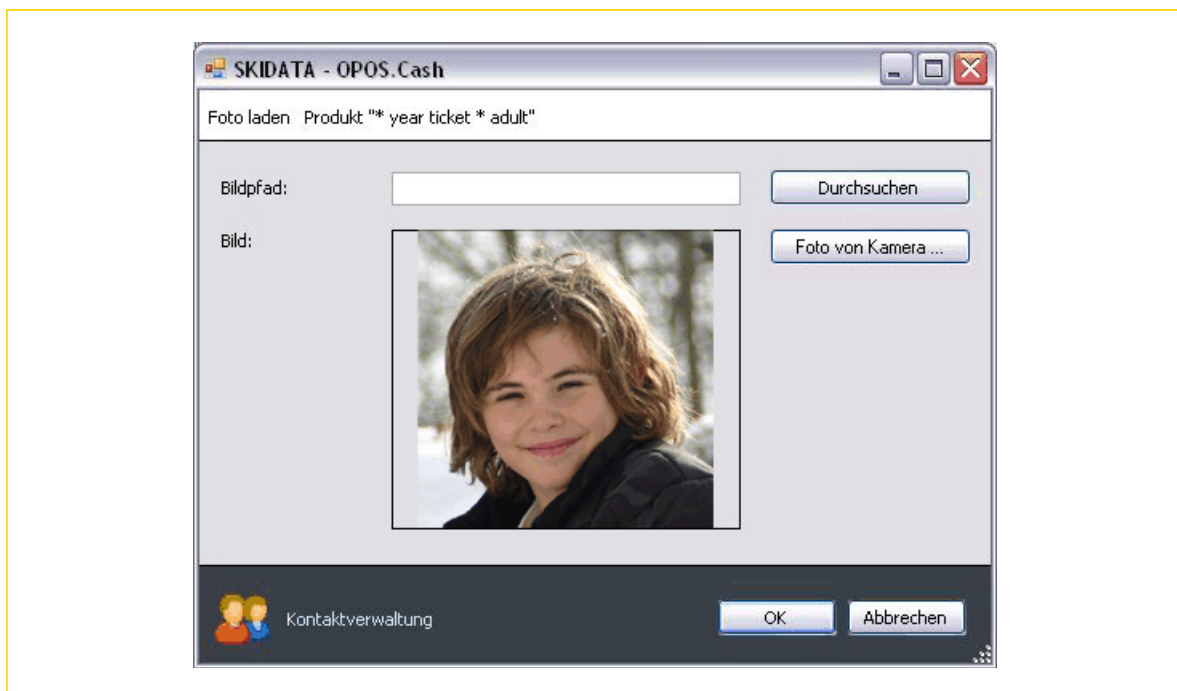 SKIDATA - OPOS.Cash
Foto laden Produkt "* year ticket * adult"
Bildpfad:
Durchsuchen
Bild:
Foto von Kamera ...
Kontaktverwaltung
OK
Abbrechen